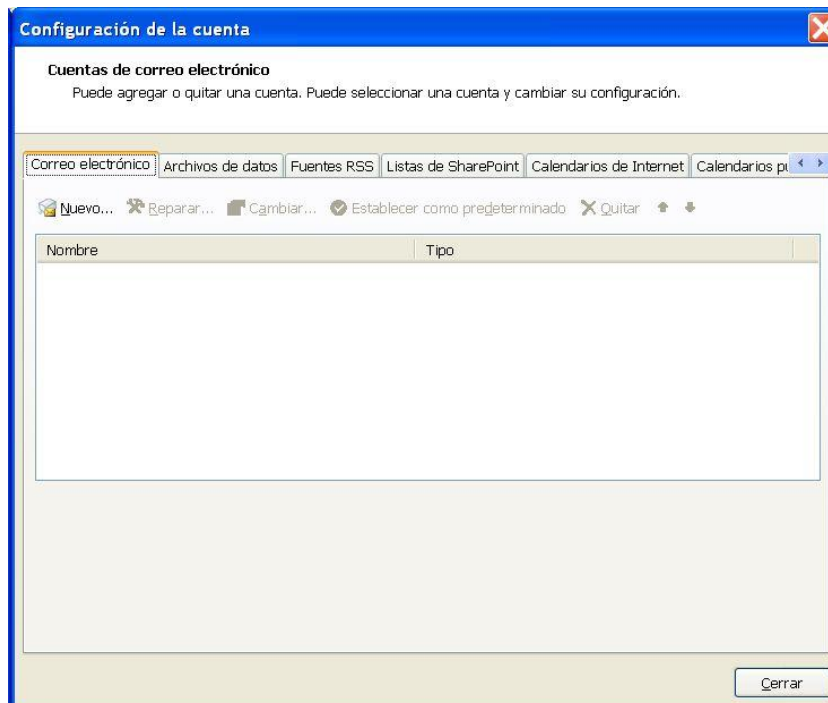 Configuración de la cuenta
Cuentas de correo electrónico
Puede agregar o quitar una cuenta. Puede seleccionar una cuenta y cambiar su configuración.
Correo electrónico Archivos de datos Fuentes RSS Listas de SharePoint Calendarios de Internet Calendarios
Nuevo... Reparar... Cambiar... Establecer como predeterminado Quitar
Nombre Tipo
Cerrar